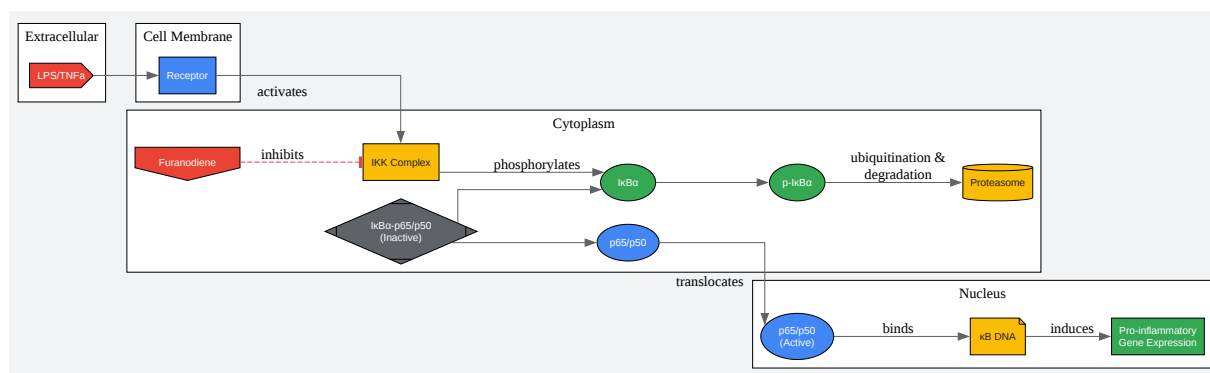 Extracellular
LPS/TNFa
Cell Membrane
Receptor
activates
Cytoplasm
Furanodiene
inhibits
IKK Complex
phosphorylates
IκBα
p-IκBα
ubiquitination &
degradation
Proteasome
IκBα-p65/p50
(Inactive)
p65/p50
translocates
Nucleus
p65/p50
(Active)
binds
κB DNA
induces
Pro-inflammatory
Gene Expression